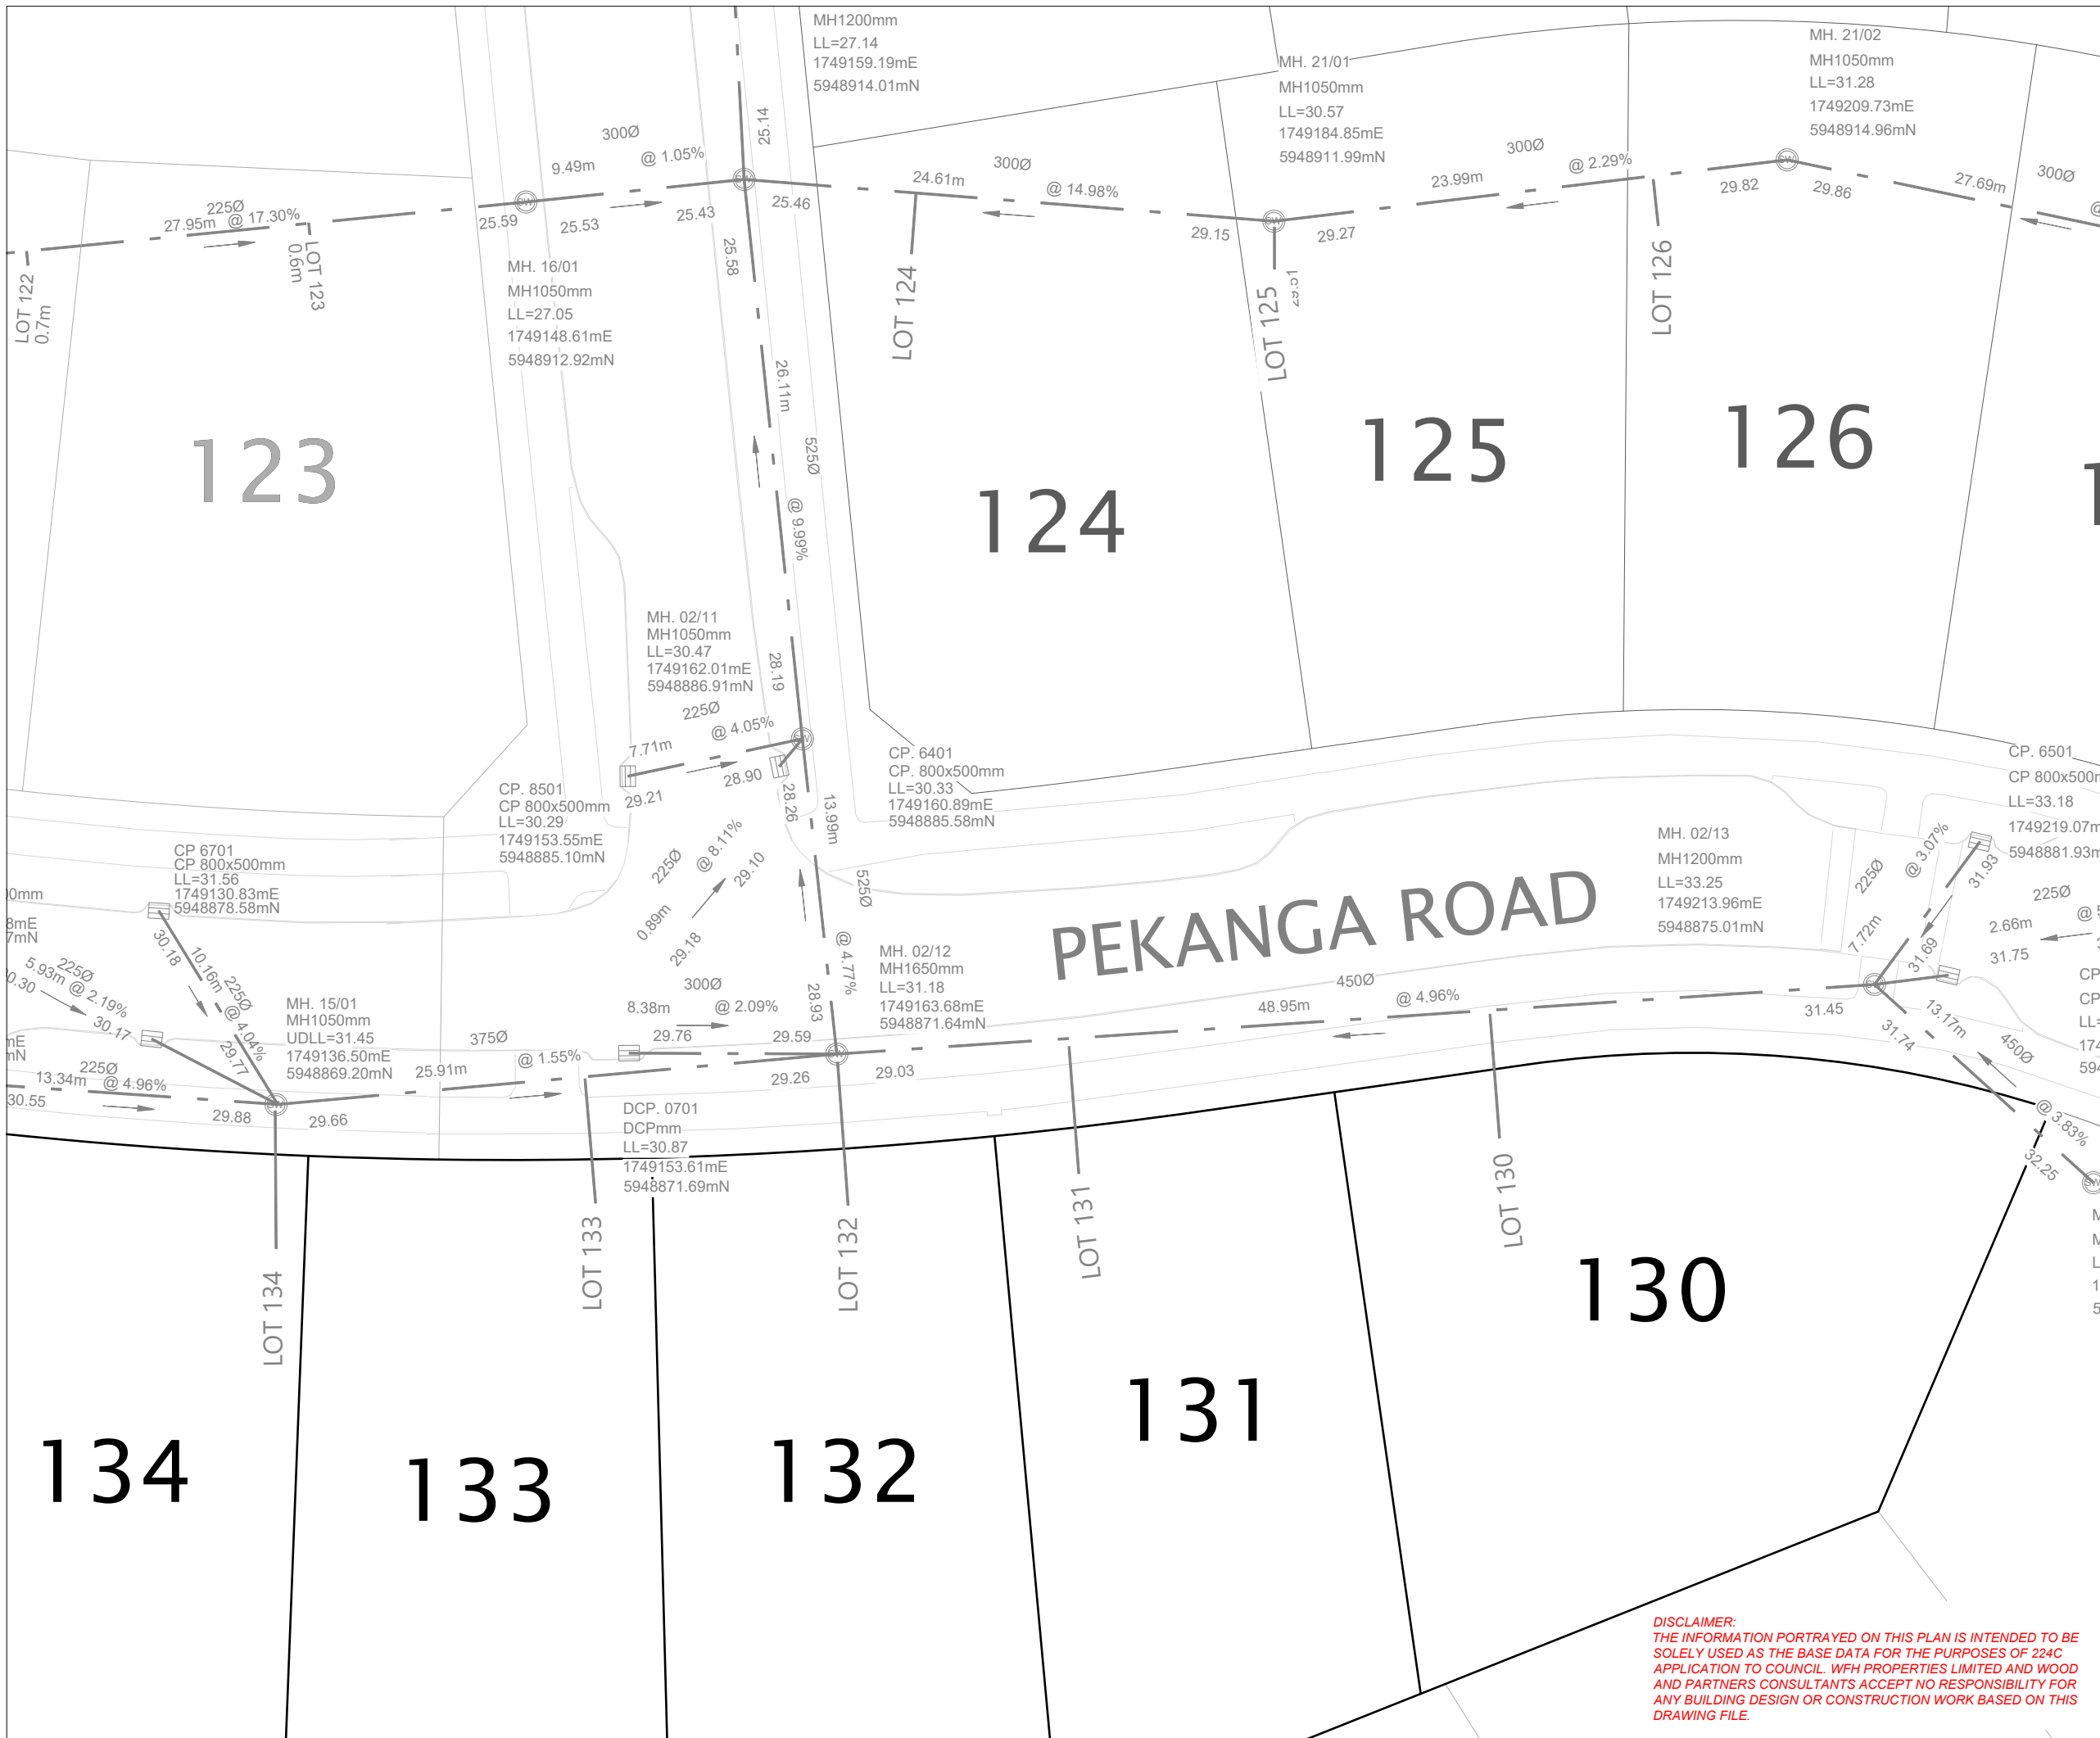 MH1200mm
LL=27.14
1749159.19mE
5948914.01mN
MH. 21/01
MH1050mm
LL=30.57
1749184.85mE
5948911.99mN
MH. 21/02
MH1050mm
LL=31.28
1749209.73mE
5948914.96mN
225Ø
27.95m @ 17.30%
LOT 122
0.7m
LOT 123
0.6m
300Ø
9.49m @ 1.05%
25.59
25.53
25.43
25.14
25.46
25.58
300Ø
24.61m @ 14.98%
29.15
29.27
300Ø
23.99m @ 2.29%
29.82
29.86
27.69m
300Ø
MH. 16/01
MH1050mm
LL=27.05
1749148.61mE
5948912.92mN
LOT 124
LOT 125
LOT 126
26.11m
525Ø
@ 9.99%
28.19
123
124
125
126
MH. 02/11
MH1050mm
LL=30.47
1749162.01mE
5948886.91mN
225Ø
7.71m @ 4.05%
29.21
28.90
28.26
CP. 8501
CP 800x500mm
LL=30.29
1749153.55mE
5948885.10mN
CP. 6401
CP. 800x500mm
LL=30.33
1749160.89mE
5948885.58mN
13.99m
525Ø
@ 4.77%
28.93
225Ø
@ 8.11%
0.89m
29.10
29.18
CP 6701
CP 800x500mm
LL=31.56
1749130.83mE
5948878.58mN
30.18
10.16m
225Ø
@ 4.04%
29.77
225Ø
5.93m @ 2.19%
30.17
MH. 15/01
MH1050mm
UDLL=31.45
1749136.50mE
5948869.20mN
225Ø
13.34m @ 4.96%
30.55
29.88
29.66
375Ø
25.91m
@ 1.55%
29.26
300Ø
8.38m @ 2.09%
29.76
29.59
MH. 02/12
MH1650mm
LL=31.18
1749163.68mE
5948871.64mN
29.03
PEKANGA ROAD
450Ø
48.95m @ 4.96%
31.45
MH. 02/13
MH1200mm
LL=33.25
1749213.96mE
5948875.01mN
CP. 6501
LL=33.18
225Ø
@ 3.07%
7.72m
31.93
31.69
225Ø
2.66m
31.75
31.74
13.17m
450Ø
@ 3.83%
32.25
DCP. 0701
DCPmm
LL=30.87
1749153.61mE
5948871.69mN
LOT 134
LOT 133
LOT 132
LOT 131
LOT 130
134
133
132
131
130
DISCLAIMER:
THE INFORMATION PORTRAYED ON THIS PLAN IS INTENDED TO BE
SOLELY USED AS THE BASE DATA FOR THE PURPOSES OF 224C
APPLICATION TO COUNCIL. WFH PROPERTIES LIMITED AND WOOD
AND PARTNERS CONSULTANTS ACCEPT NO RESPONSIBILITY FOR
ANY BUILDING DESIGN OR CONSTRUCTION WORK BASED ON THIS
DRAWING FILE.